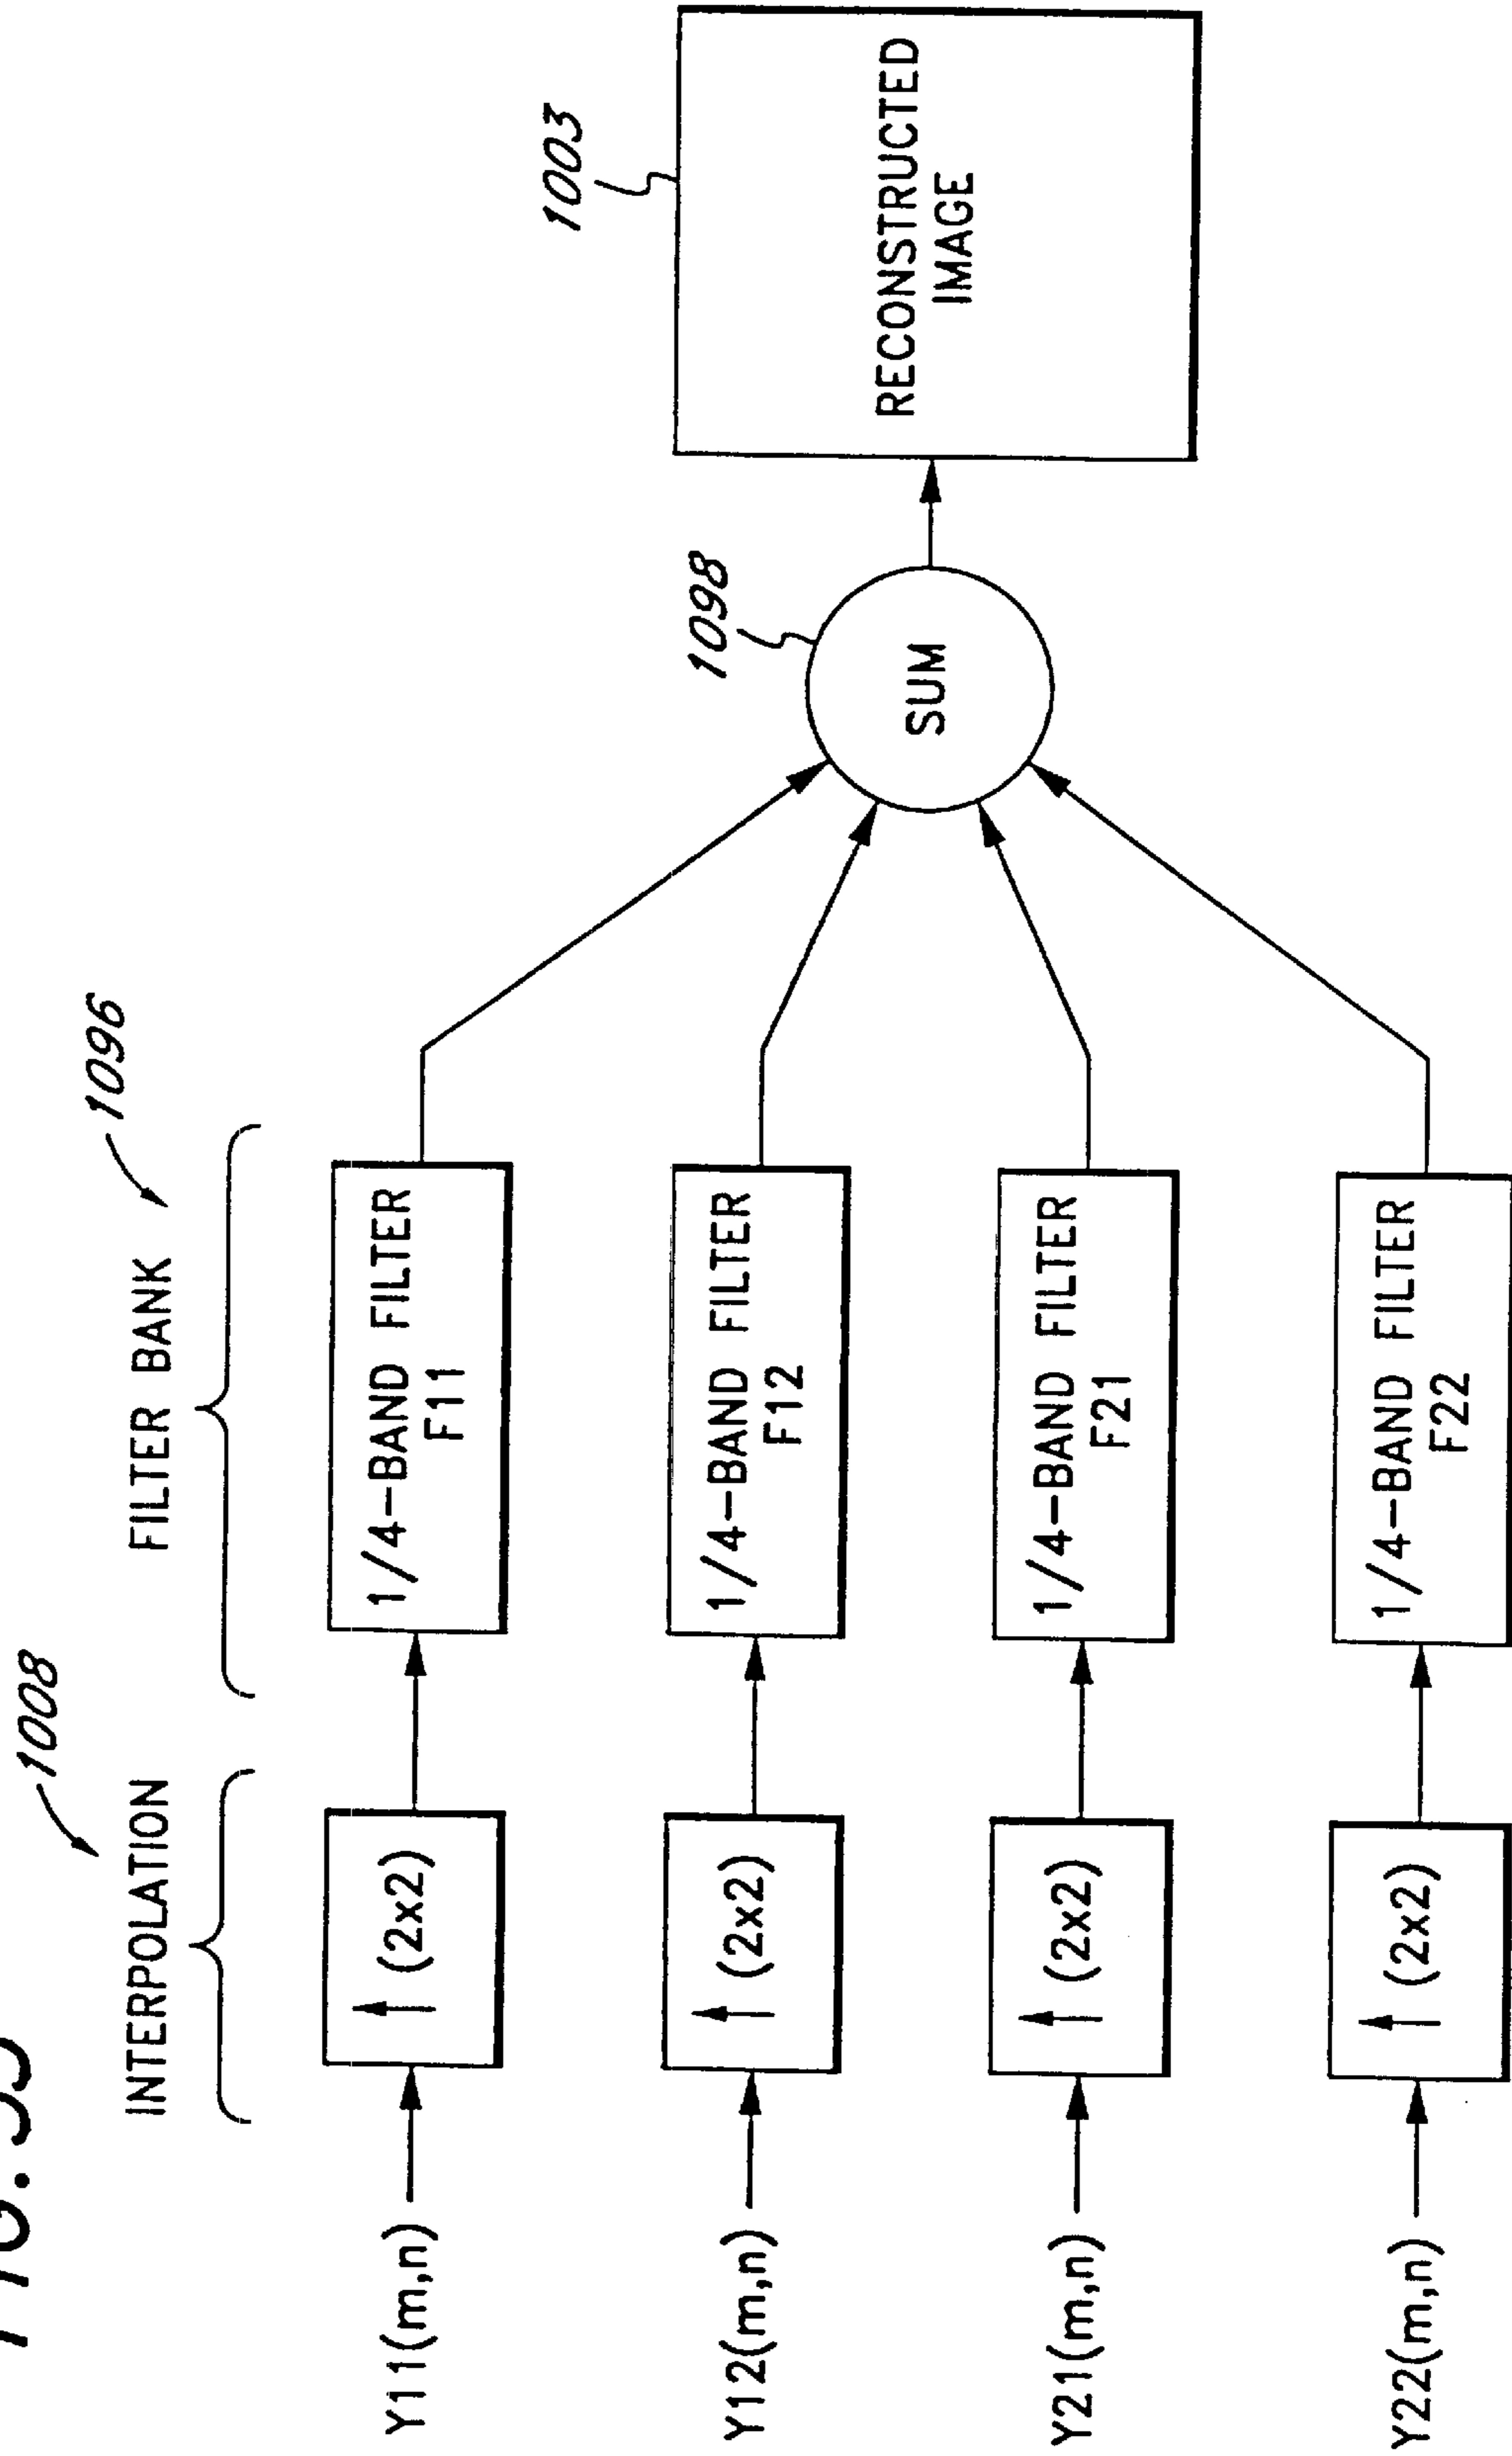 1008
1096
INTERPOLATION
FILTER BANK
1098
1003
Y11(m,n)
↑ (2x2)
1/4-BAND FILTER
F11
Y12(m,n)
↑ (2x2)
1/4-BAND FILTER
F12
SUM
RECONSTRUCTED
IMAGE
Y21(m,n)
↑ (2x2)
1/4-BAND FILTER
F21
Y22(m,n)
↑ (2x2)
1/4-BAND FILTER
F22